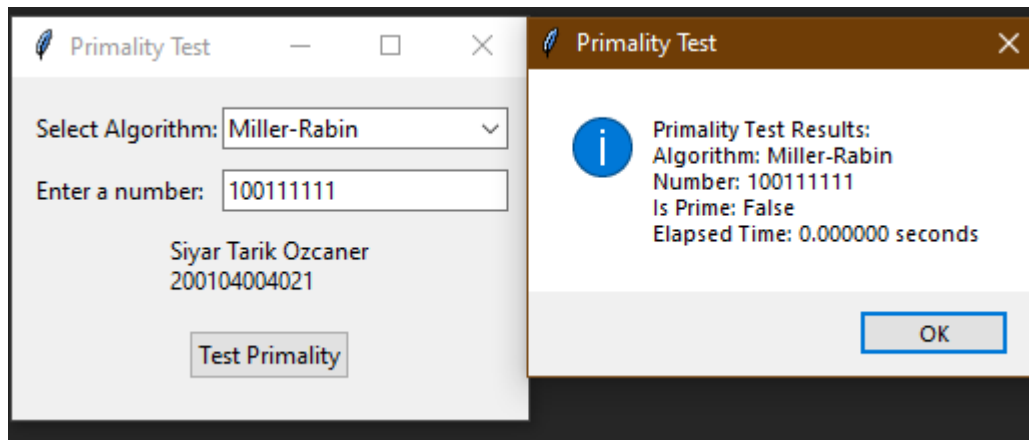 Primality Test
Select Algorithm: Miller-Rabin
Enter a number: 100111111
Siyar Tarik Ozcaner
200104004021
Test Primality
Primality Test
Primality Test Results:
Algorithm: Miller-Rabin
Number: 100111111
Is Prime: False
Elapsed Time: 0.000000 seconds
OK